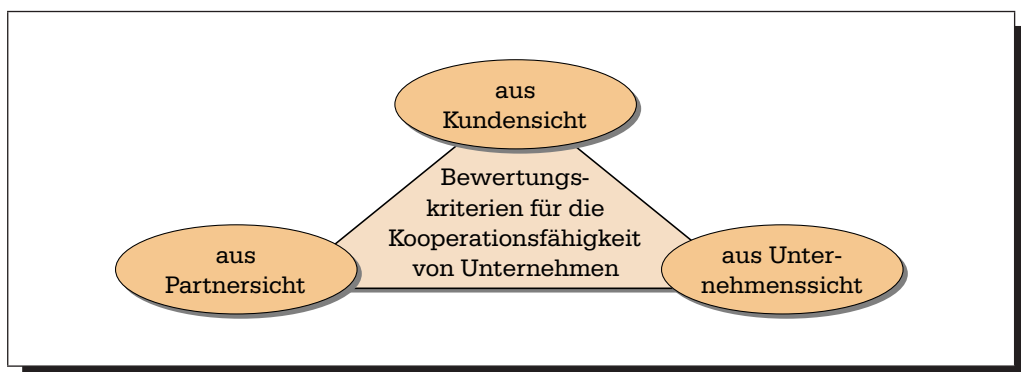 aus
Kundensicht
Bewertungs-
kriterien für die
Kooperationsfähigkeit
von Unternehmen
aus
Partnersicht
aus Unter-
nehmenssicht